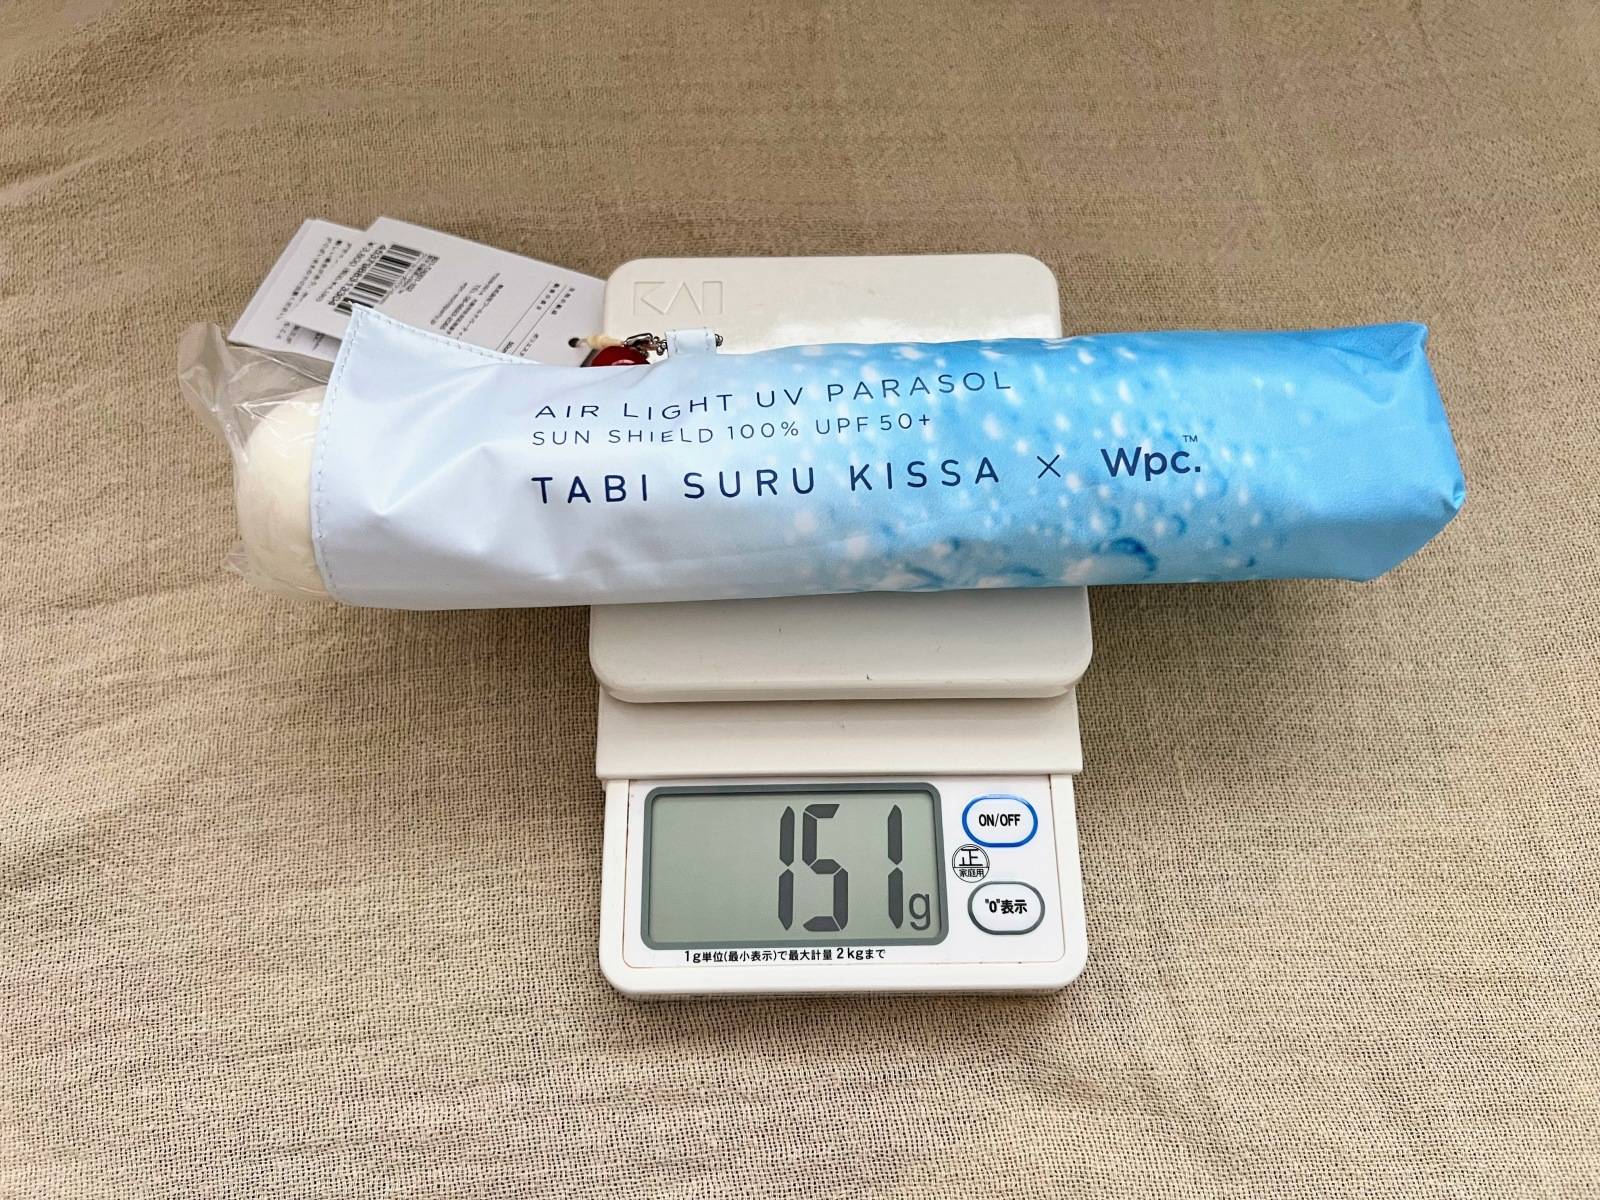 KAI
AIR LIGHT UV PARASOL
SUN SHIELD 100% UPF 50+
TABI SURU KISSA × Wpc.™
151g
ON/OFF
正
家庭用
"0"表示
1g単位(最小表示)で最大計量2kgまで